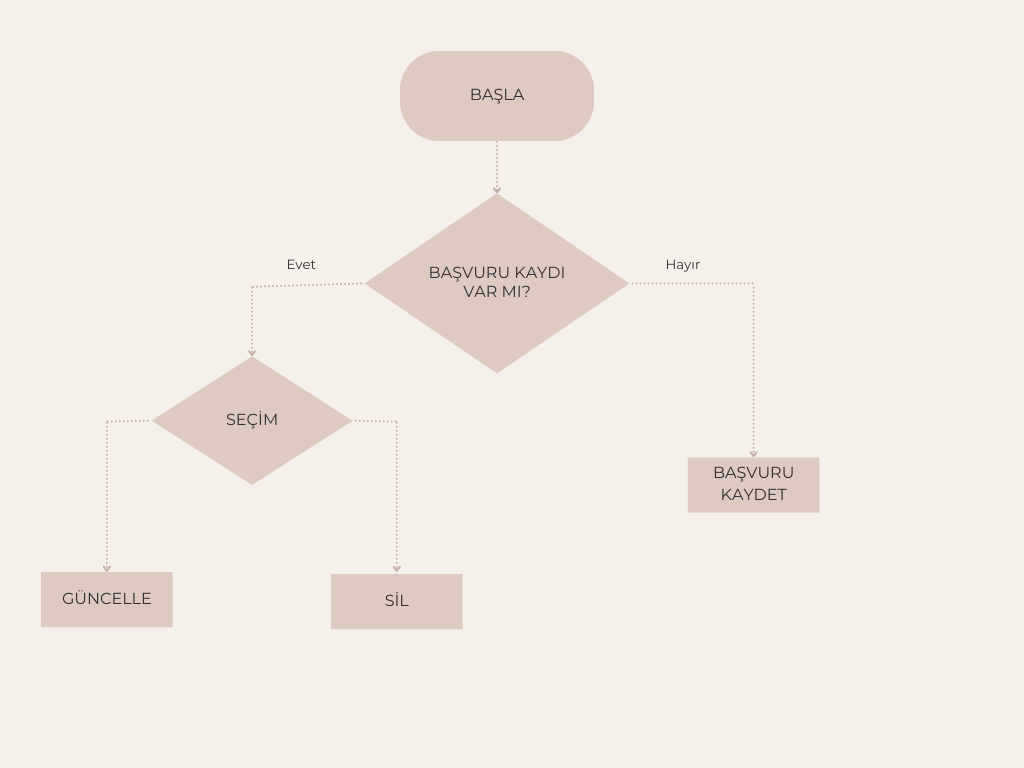 BAŞLA
Evet
BAŞVURU KAYDI
VAR MI?
Hayır
SEÇİM
BAŞVURU
KAYDET
GÜNCELLE
SİL